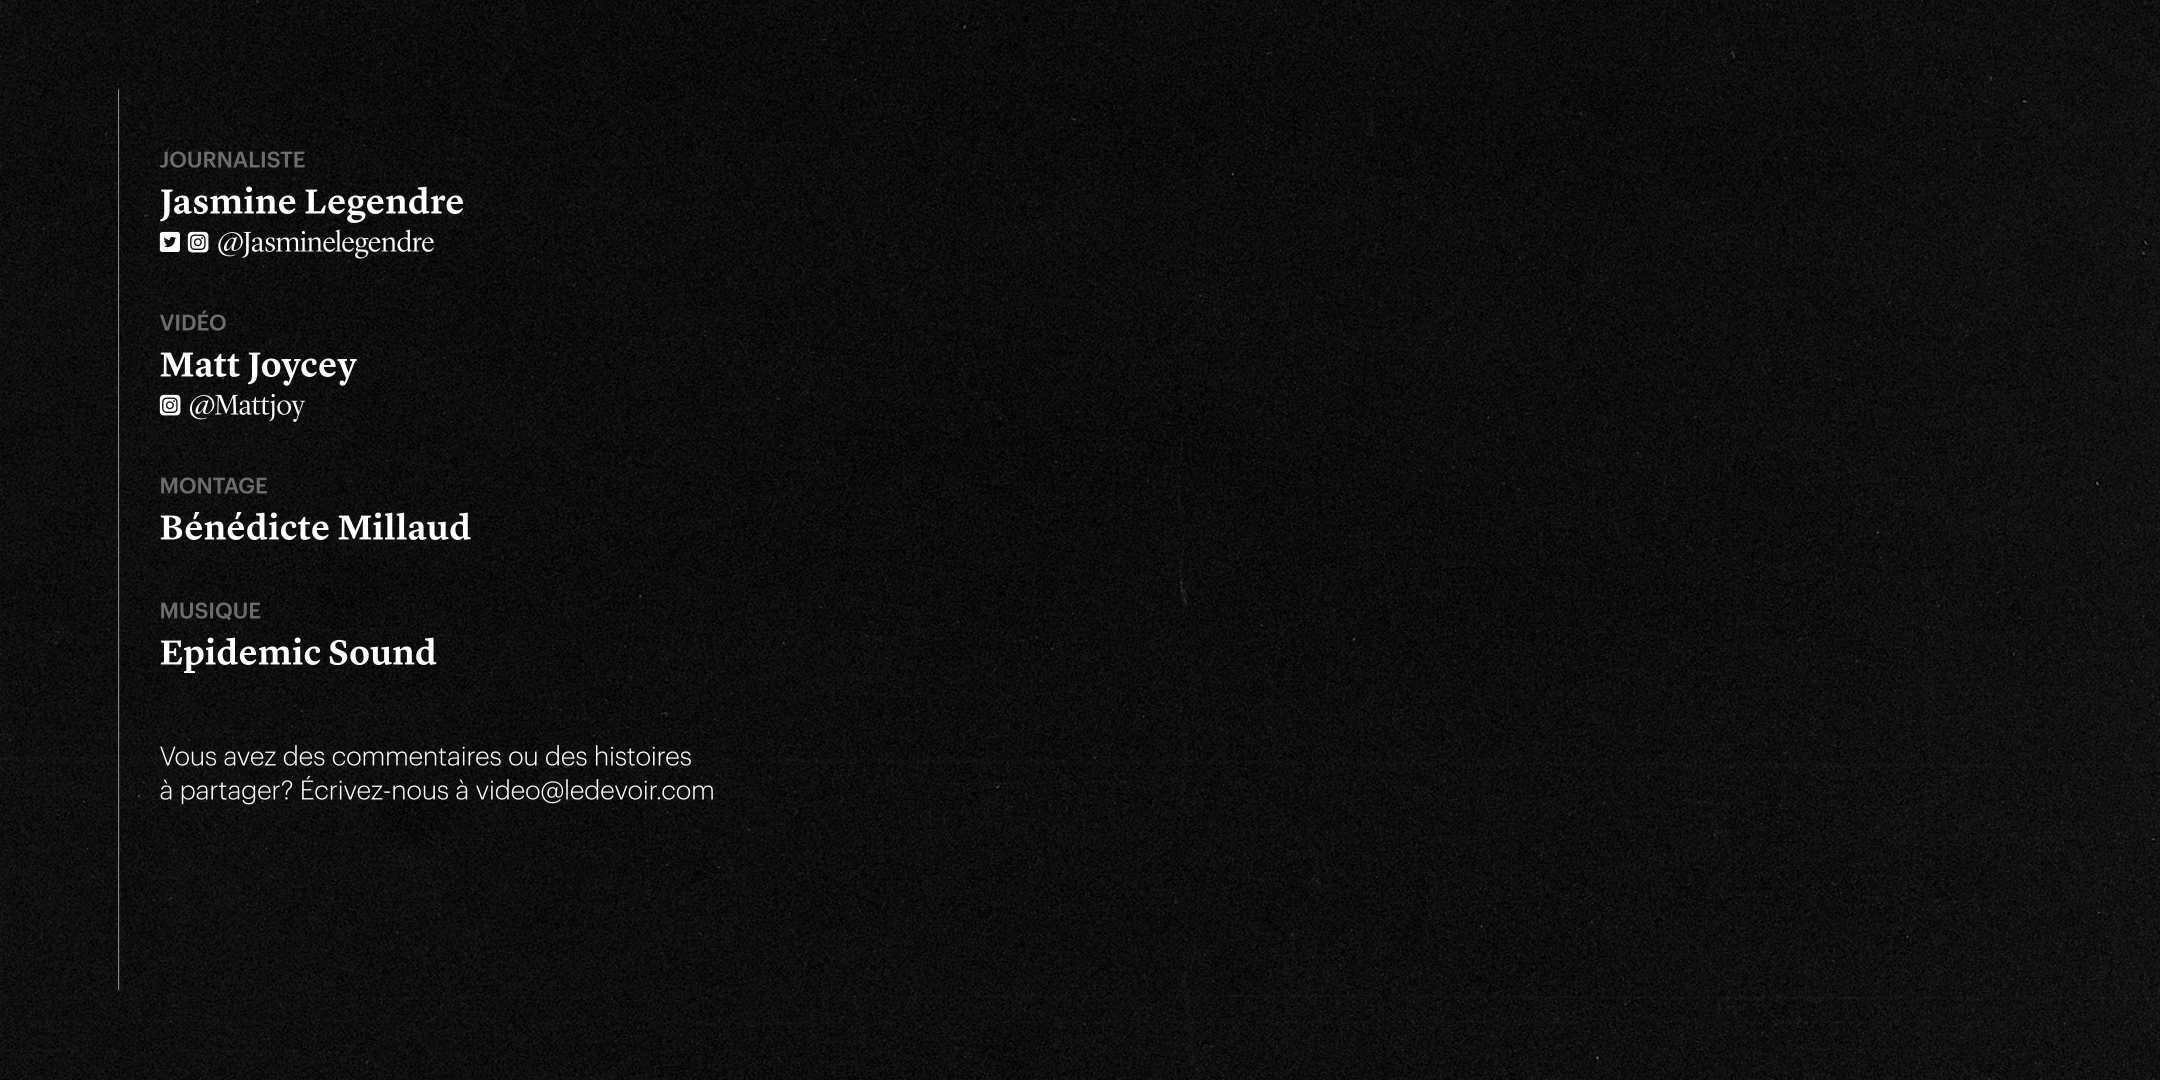 JOURNALISTE
Jasmine Legendre
@Jasminelegendre
VIDÉO
Matt Joycey
@Mattjoy
MONTAGE
Bénédicte Millaud
MUSIQUE
Epidemic Sound
Vous avez des commentaires ou des histoires
à partager? Écrivez-nous à video@ledevoir.com